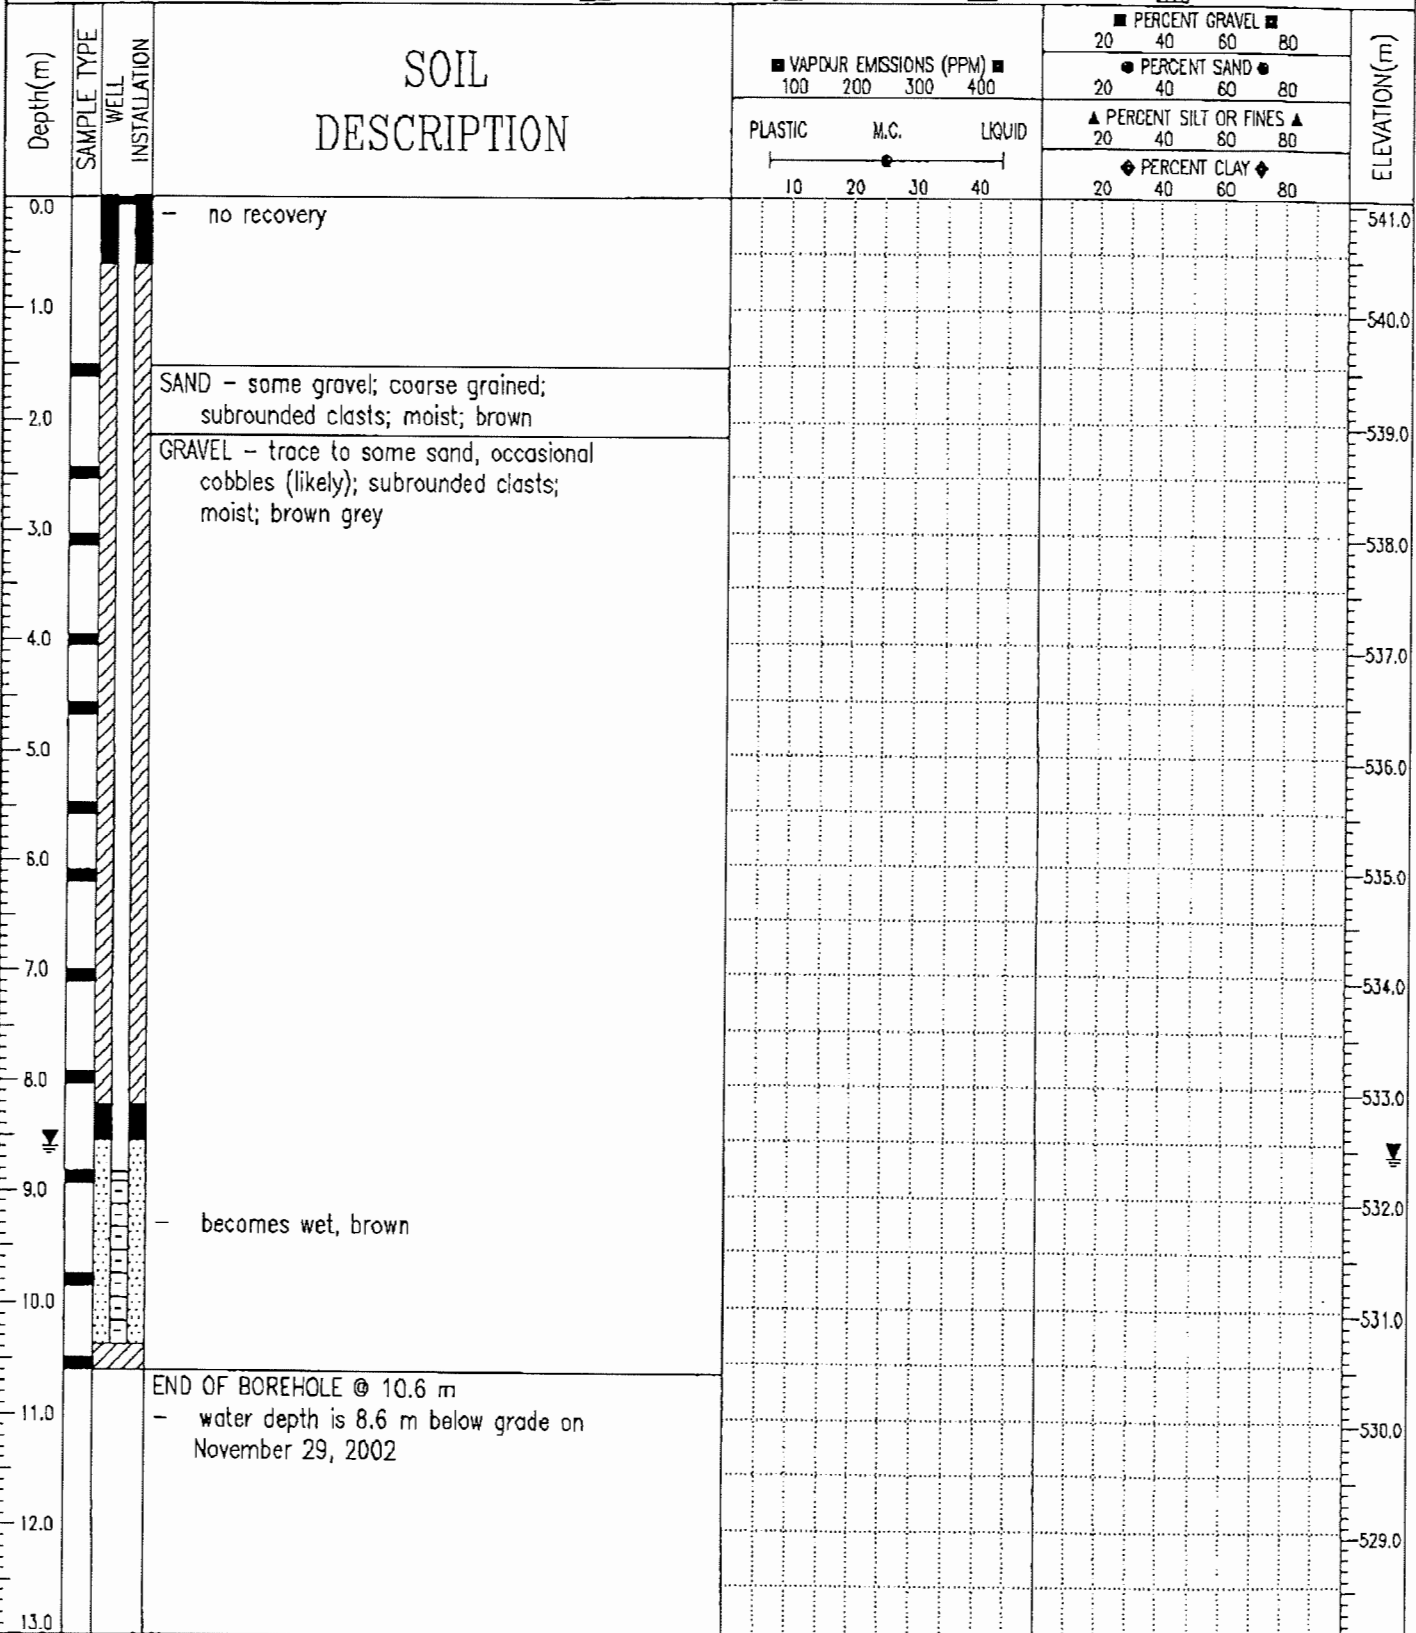 Depth(m)
SAMPLE TYPE
WELL
INSTALLATION
SOIL
DESCRIPTION
■ VAPOUR EMISSIONS (PPM) ■
100 200 300 400
PLASTIC M.C. LIQUID
10 20 30 40
■ PERCENT GRAVEL ■
20 40 60 80
● PERCENT SAND ●
20 40 60 80
▲ PERCENT SILT OR FINES ▲
20 40 60 80
◆ PERCENT CLAY ◆
20 40 60 80
ELEVATION(m)
0.0
1.0
2.0
3.0
4.0
5.0
6.0
7.0
8.0
9.0
10.0
11.0
12.0
13.0
– no recovery
SAND – some gravel; coarse grained;
subrounded clasts; moist; brown
GRAVEL – trace to some sand, occasional
cobbles (likely); subrounded clasts;
moist; brown grey
– becomes wet, brown
END OF BOREHOLE @ 10.6 m
– water depth is 8.6 m below grade on
November 29, 2002
541.0
540.0
539.0
538.0
537.0
536.0
535.0
534.0
533.0
532.0
531.0
530.0
529.0